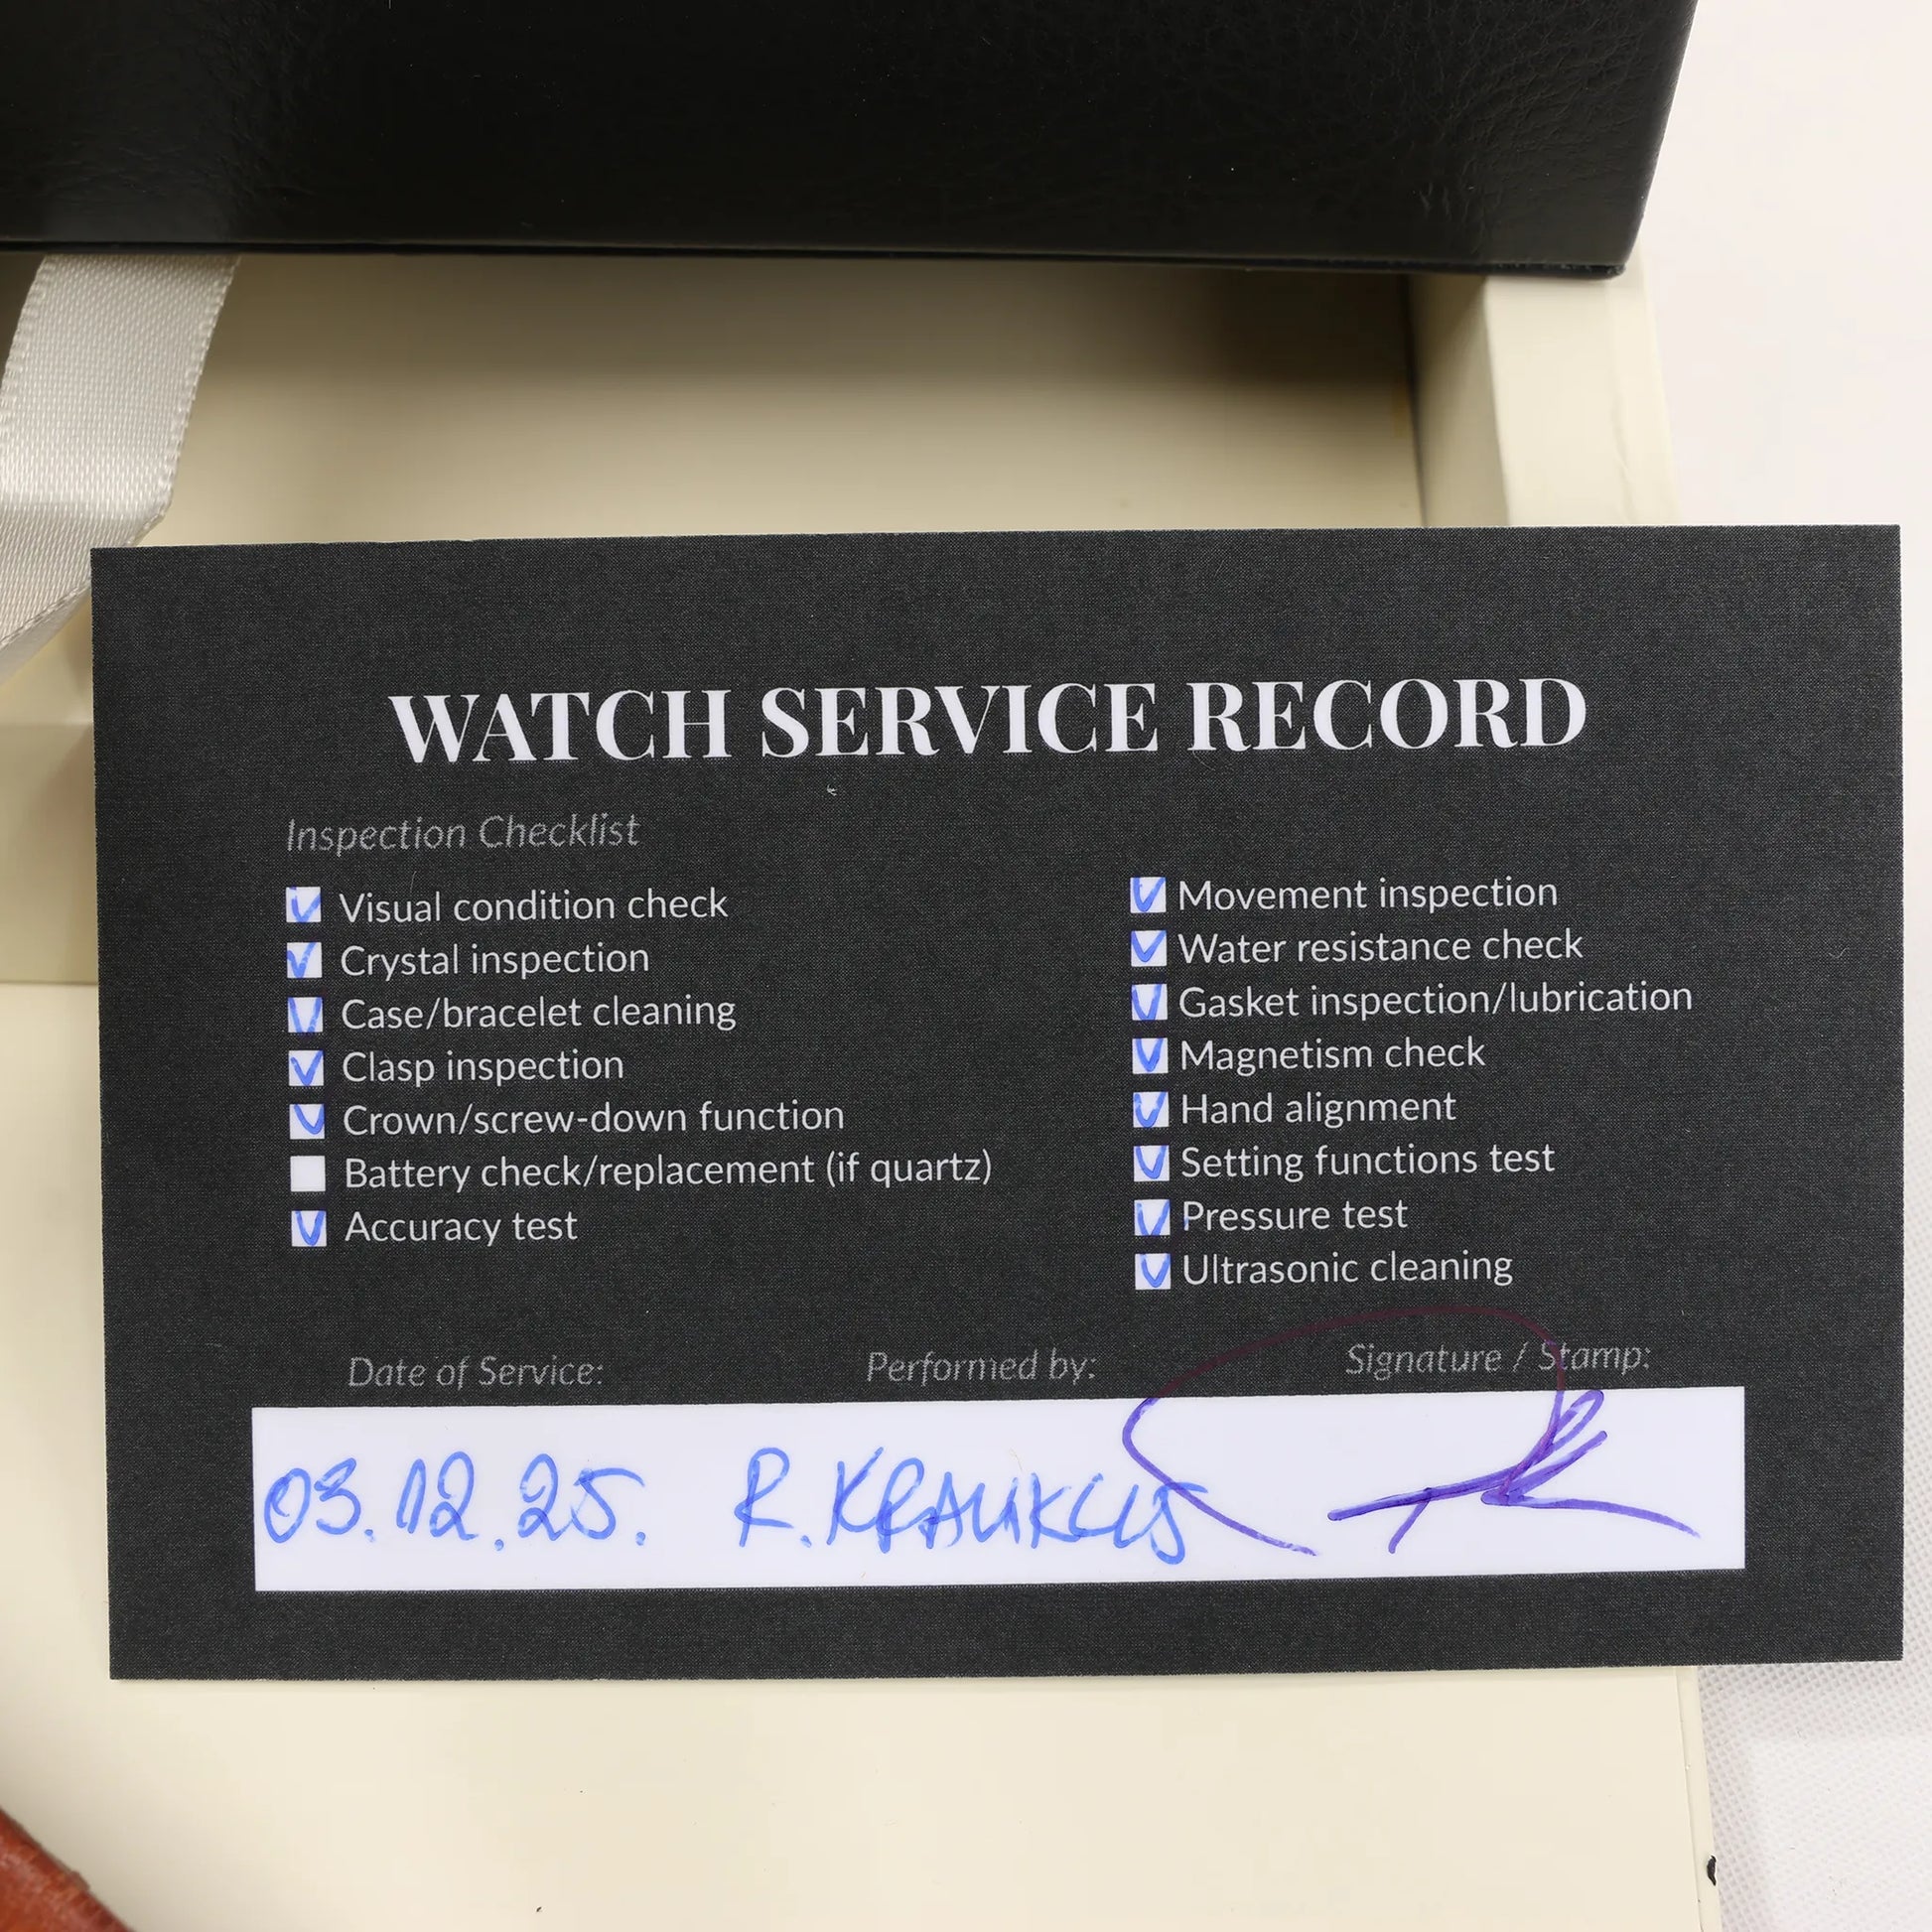 WATCH SERVICE RECORD
Inspection Checklist
Visual condition check
Crystal inspection
Case/bracelet cleaning
Clasp inspection
Crown/screw-down function
Battery check/replacement (if quartz)
Accuracy test
Movement inspection
Water resistance check
Gasket inspection/lubrication
Magnetism check
Hand alignment
Setting functions test
Pressure test
Ultrasonic cleaning
Date of Service: Performed by: Signature / Stamp:
03.12.25. R.